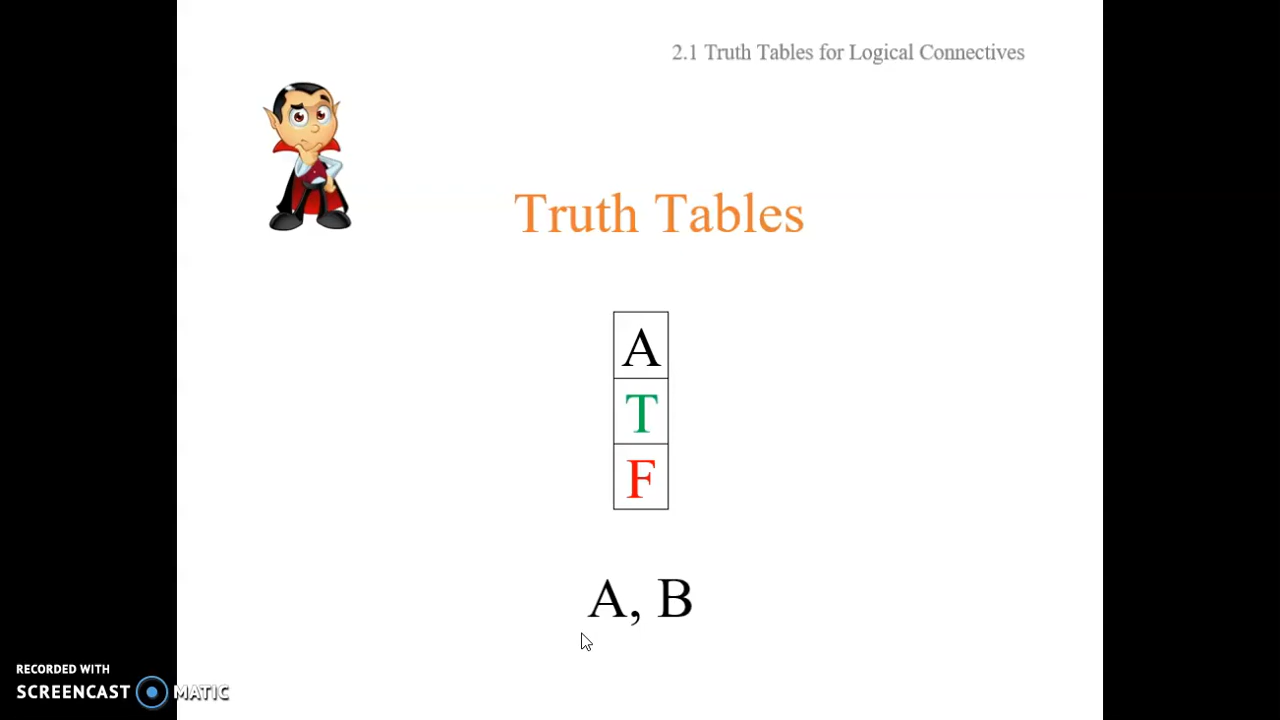 2.1 Truth Tables for Logical Connectives
Truth Tables
A
T
F
A, B
RECORDED WITH
SCREENCAST MATIC